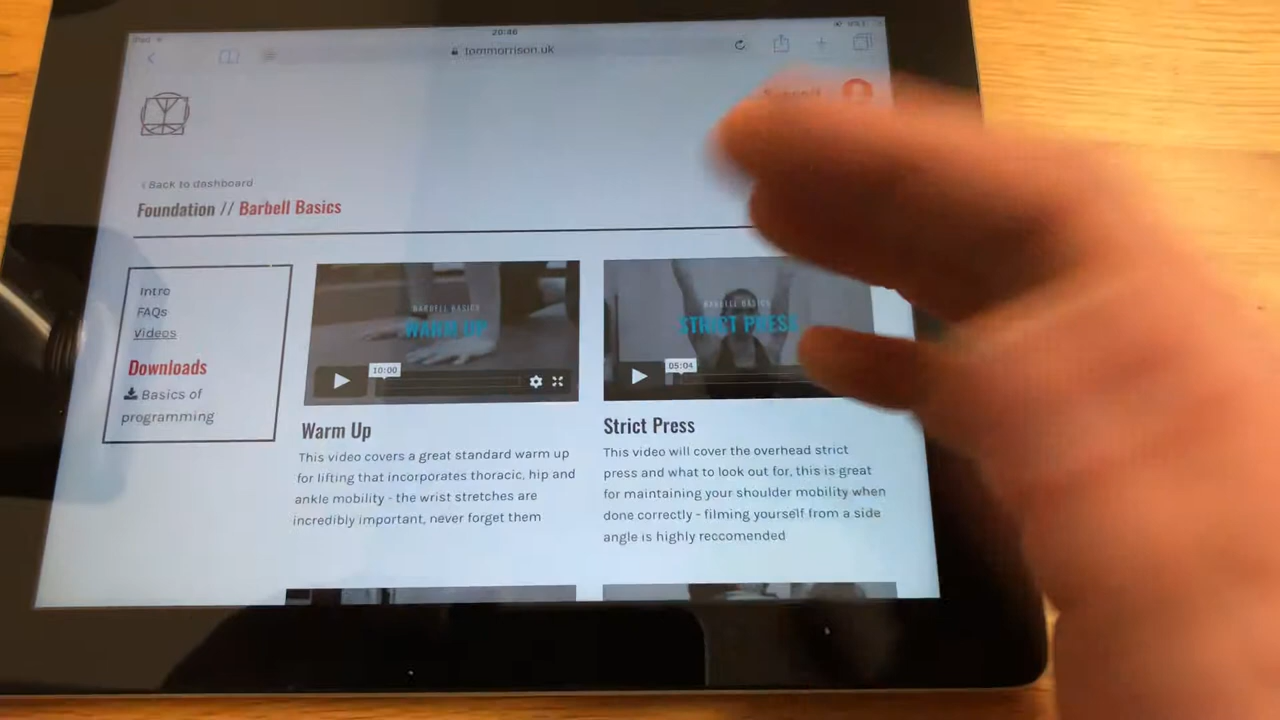 iPad
20:46
tommorrison.uk
Support
‹ Back to dashboard
Foundation // Barbell Basics
Intro
FAQs
Videos
Downloads
Basics of
programming
BARBELL BASICS
WARM UP
10:00
Warm Up
This video covers a great standard warm up
for lifting that incorporates thoracic, hip and
ankle mobility - the wrist stretches are
incredibly important, never forget them
BARBELL BASICS
STRICT PRESS
05:04
Strict Press
This video will cover the overhead strict
press and what to look out for, this is great
for maintaining your shoulder mobility when
done correctly - filming yourself from a side
angle is highly reccomended